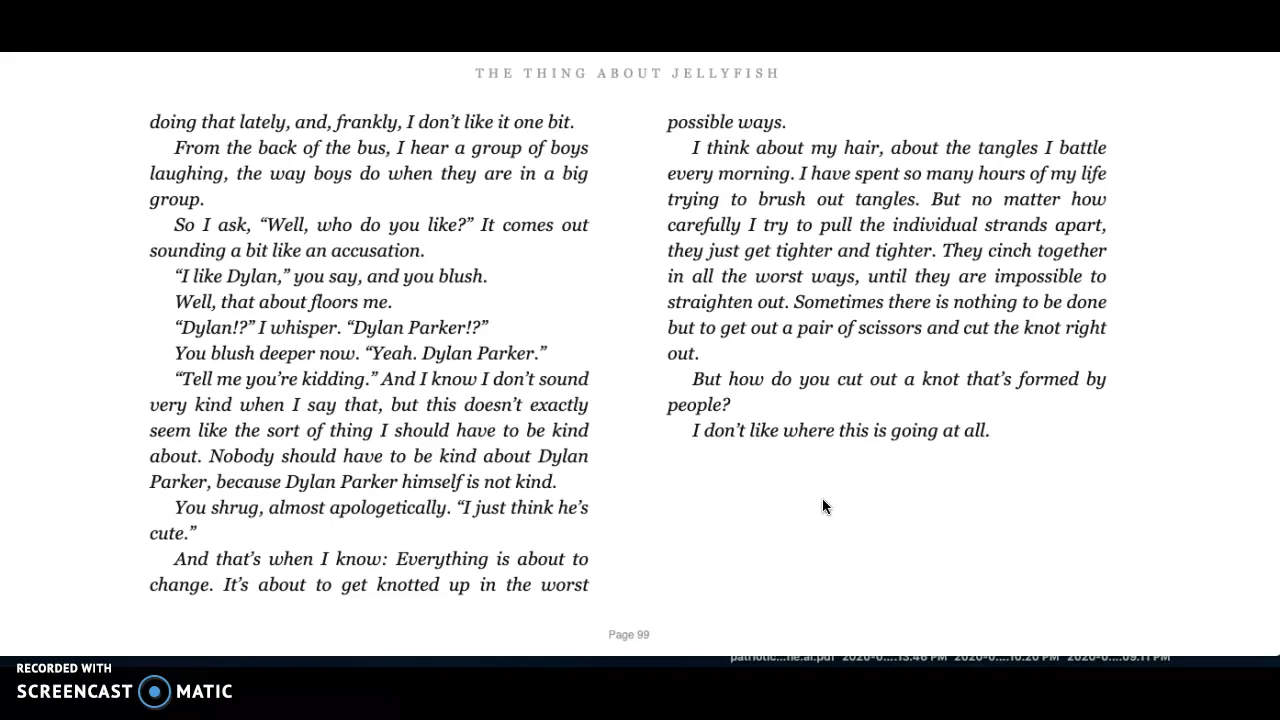 THE THING ABOUT JELLYFISH
doing that lately, and, frankly, I don’t like it one bit.
From the back of the bus, I hear a group of boys
laughing, the way boys do when they are in a big
group.
So I ask, “Well, who do you like?” It comes out
sounding a bit like an accusation.
“I like Dylan,” you say, and you blush.
Well, that about floors me.
“Dylan!?” I whisper. “Dylan Parker!?”
You blush deeper now. “Yeah. Dylan Parker.”
“Tell me you’re kidding.” And I know I don’t sound
very kind when I say that, but this doesn’t exactly
seem like the sort of thing I should have to be kind
about. Nobody should have to be kind about Dylan
Parker, because Dylan Parker himself is not kind.
You shrug, almost apologetically. “I just think he’s
cute.”
And that’s when I know: Everything is about to
change. It’s about to get knotted up in the worst
possible ways.
I think about my hair, about the tangles I battle
every morning. I have spent so many hours of my life
trying to brush out tangles. But no matter how
carefully I try to pull the individual strands apart,
they just get tighter and tighter. They cinch together
in all the worst ways, until they are impossible to
straighten out. Sometimes there is nothing to be done
but to get out a pair of scissors and cut the knot right
out.
But how do you cut out a knot that’s formed by
people?
I don’t like where this is going at all.
Page 99
RECORDED WITH
SCREENCAST MATIC